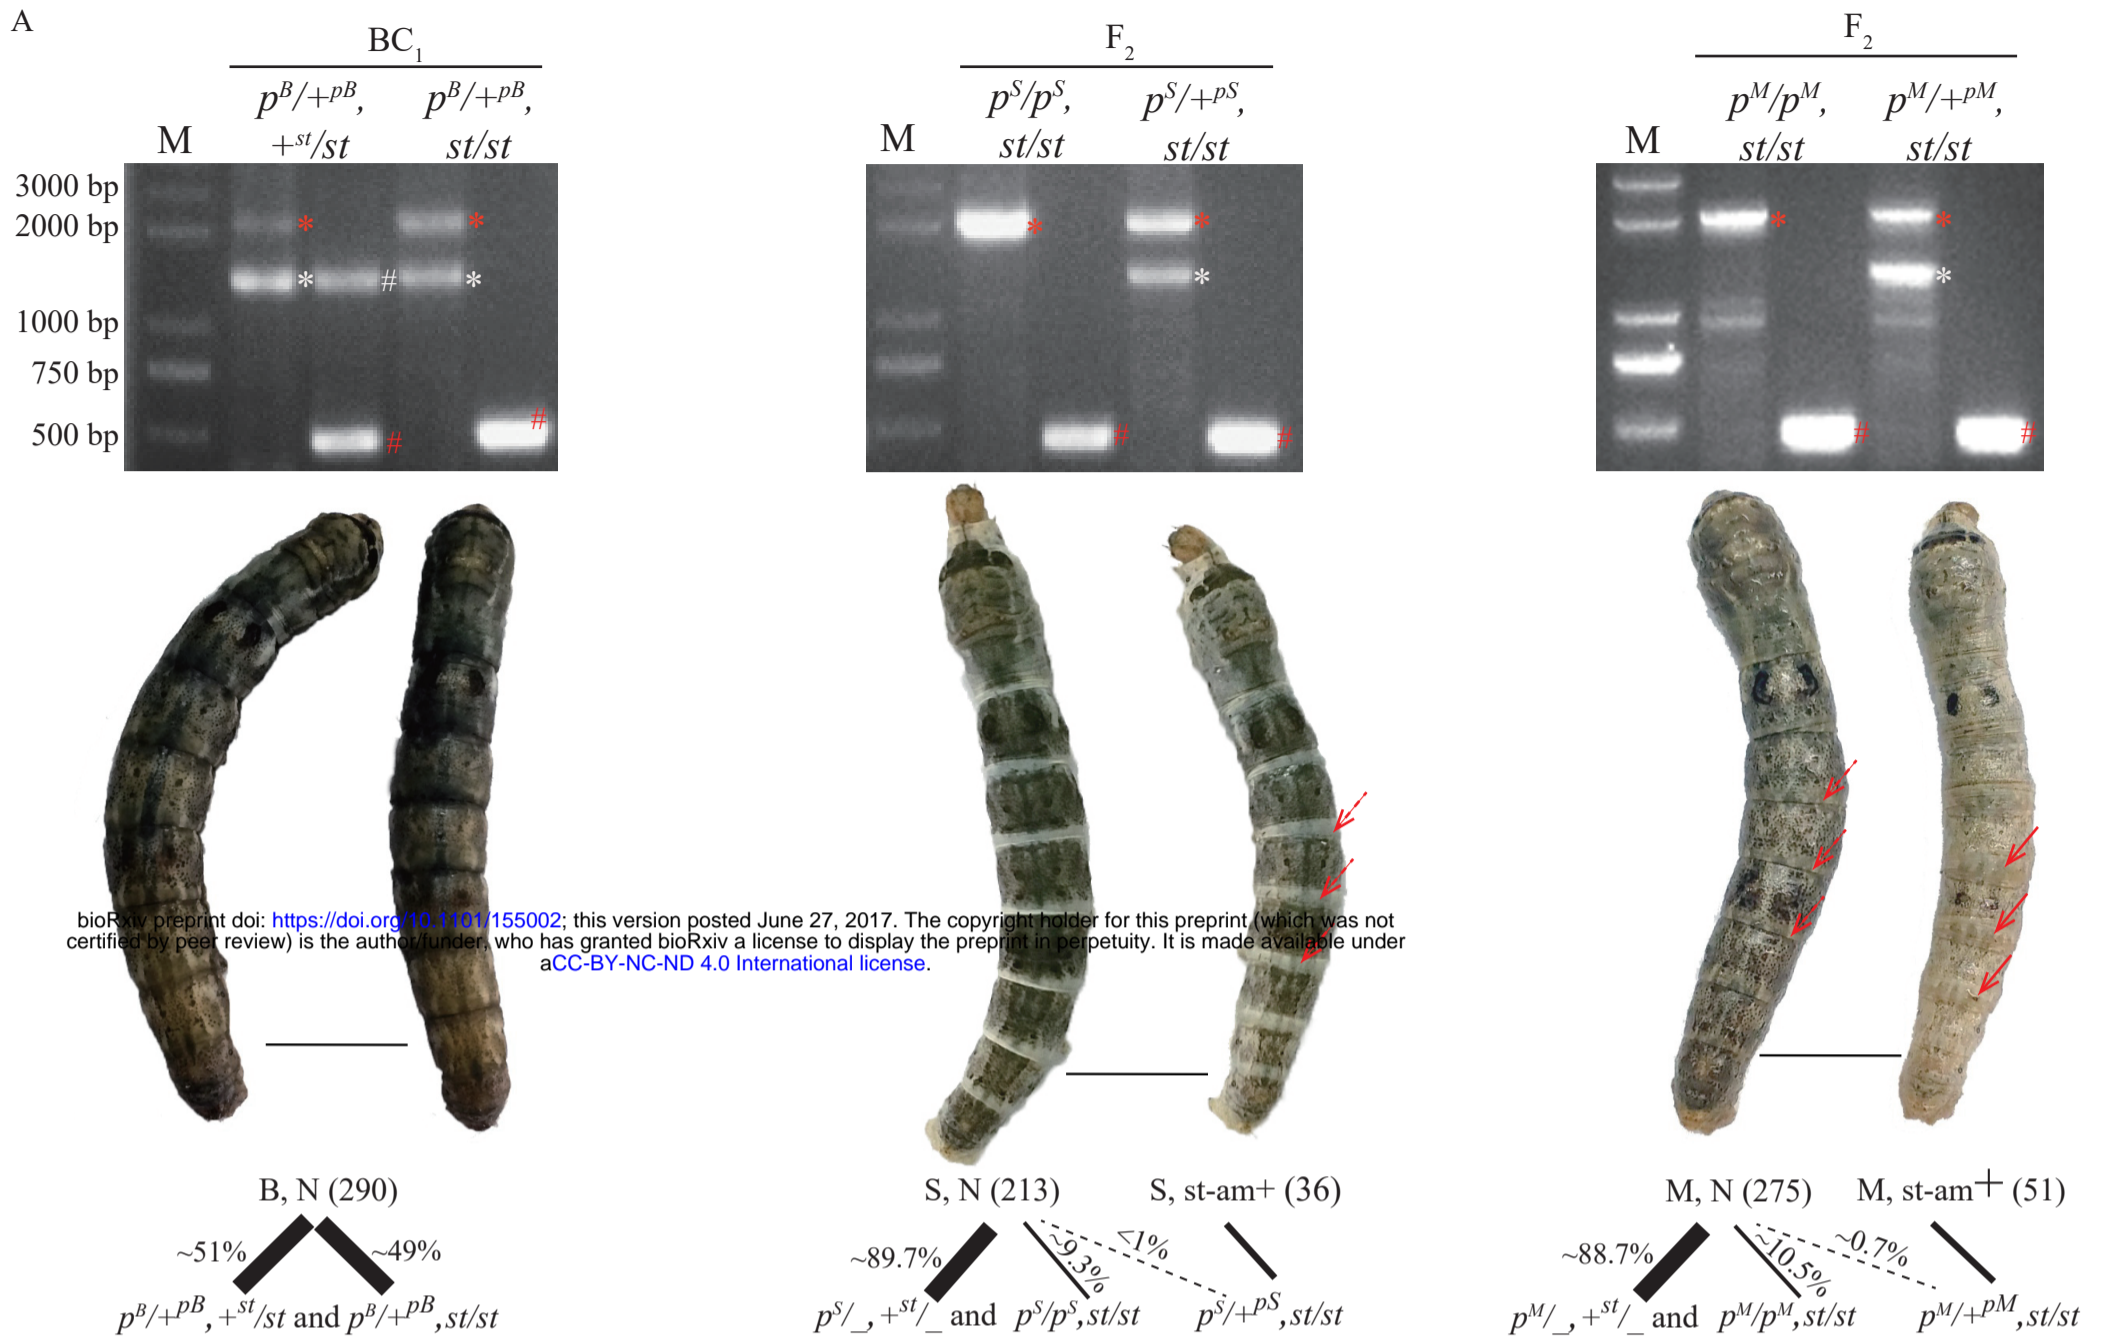 A
BC1 F2 F2
pB/+pB, pB/+pB, pS/pS, pS/+pS, pM/pM, pM/+pM,
M +st/st st/st M st/st st/st M st/st st/st
3000 bp
2000 bp * * * * * *
* # * * *
1000 bp
750 bp
500 bp # # # # # #
bioRxiv preprint doi: https://doi.org/10.1101/155002; this version posted June 27, 2017. The copyright holder for this preprint (which was not
certified by peer review) is the author/funder, who has granted bioRxiv a license to display the preprint in perpetuity. It is made available under
aCC-BY-NC-ND 4.0 International license.
B, N (290) S, N (213) S, st-am+ (36) M, N (275) M, st-am+ (51)
~51% ~49% ~89.7% ~9.3% <1% ~88.7% ~10.5% ~0.7%
pB/+pB, +st/st and pB/+pB,st/st pS/_, +st/_ and pS/pS,st/st pS/+pS,st/st pM/_, +st/_ and pM/pM,st/st pM/+pM,st/st